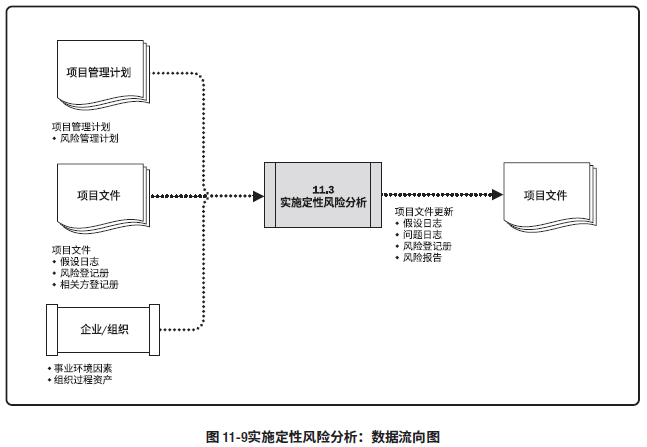 项目管理计划
项目管理计划
• 风险管理计划
项目文件
项目文件
• 假设日志
• 风险登记册
• 相关方登记册
企业/组织
• 事业环境因素
• 组织过程资产
11.3
实施定性风险分析
项目文件更新
• 假设日志
• 问题日志
• 风险登记册
• 风险报告
项目文件
图 11-9实施定性风险分析：数据流向图